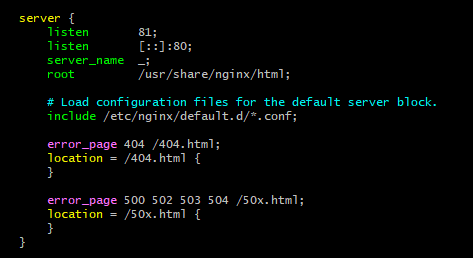 server {
    listen       81;
    listen       [::]:80;
    server_name  _;
    root         /usr/share/nginx/html;

    # Load configuration files for the default server block.
    include /etc/nginx/default.d/*.conf;

    error_page 404 /404.html;
    location = /404.html {
    }

    error_page 500 502 503 504 /50x.html;
    location = /50x.html {
    }
}